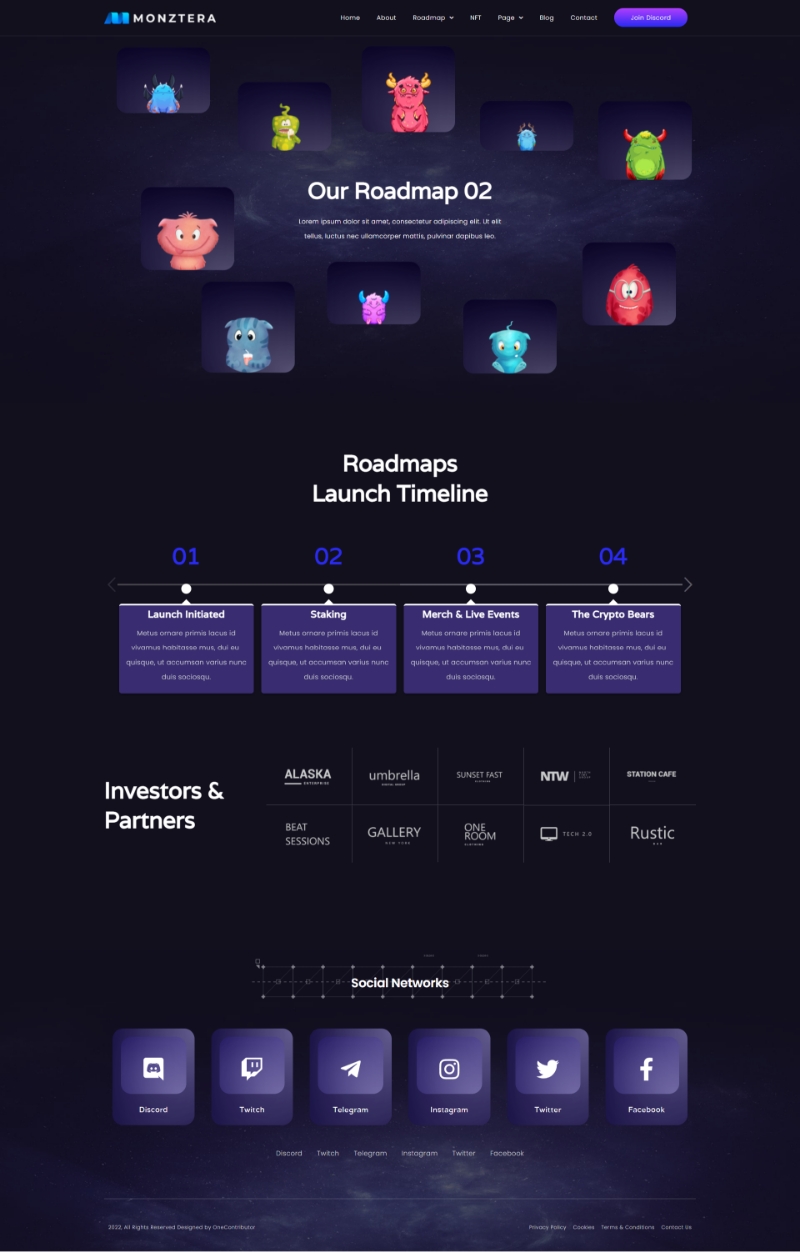 MONZTERA
Home About Roadmap NFT Page Blog Contact Join Discord
Our Roadmap 02
Lorem ipsum dolor sit amet, consectetur adipiscing elit. Ut elit
tellus, luctus nec ullamcorper mattis, pulvinar dapibus leo.
Roadmaps
Launch Timeline
01 02 03 04
Launch Initiated
Metus ornare primis lacus id
vivamus habitasse mus, dui eu
quisque, ut accumsan varius nunc
duis sociosqu.
Staking
Metus ornare primis lacus id
vivamus habitasse mus, dui eu
quisque, ut accumsan varius nunc
duis sociosqu.
Merch & Live Events
Metus ornare primis lacus id
vivamus habitasse mus, dui eu
quisque, ut accumsan varius nunc
duis sociosqu.
The Crypto Bears
Metus ornare primis lacus id
vivamus habitasse mus, dui eu
quisque, ut accumsan varius nunc
duis sociosqu.
Investors &
Partners
ALASKA
ENTERPRISE
umbrella
SUNSET FAST
NTW
STATION CAFE
BEAT
SESSIONS
GALLERY
NEW YORK
ONE
ROOM
TECH 2.0
Rustic
Social Networks
Discord Twitch Telegram Instagram Twitter Facebook
Discord Twitch Telegram Instagram Twitter Facebook
2022, All Rights Reserved Designed by OneContributor
Privacy Policy Cookies Terms & Conditions Contact Us